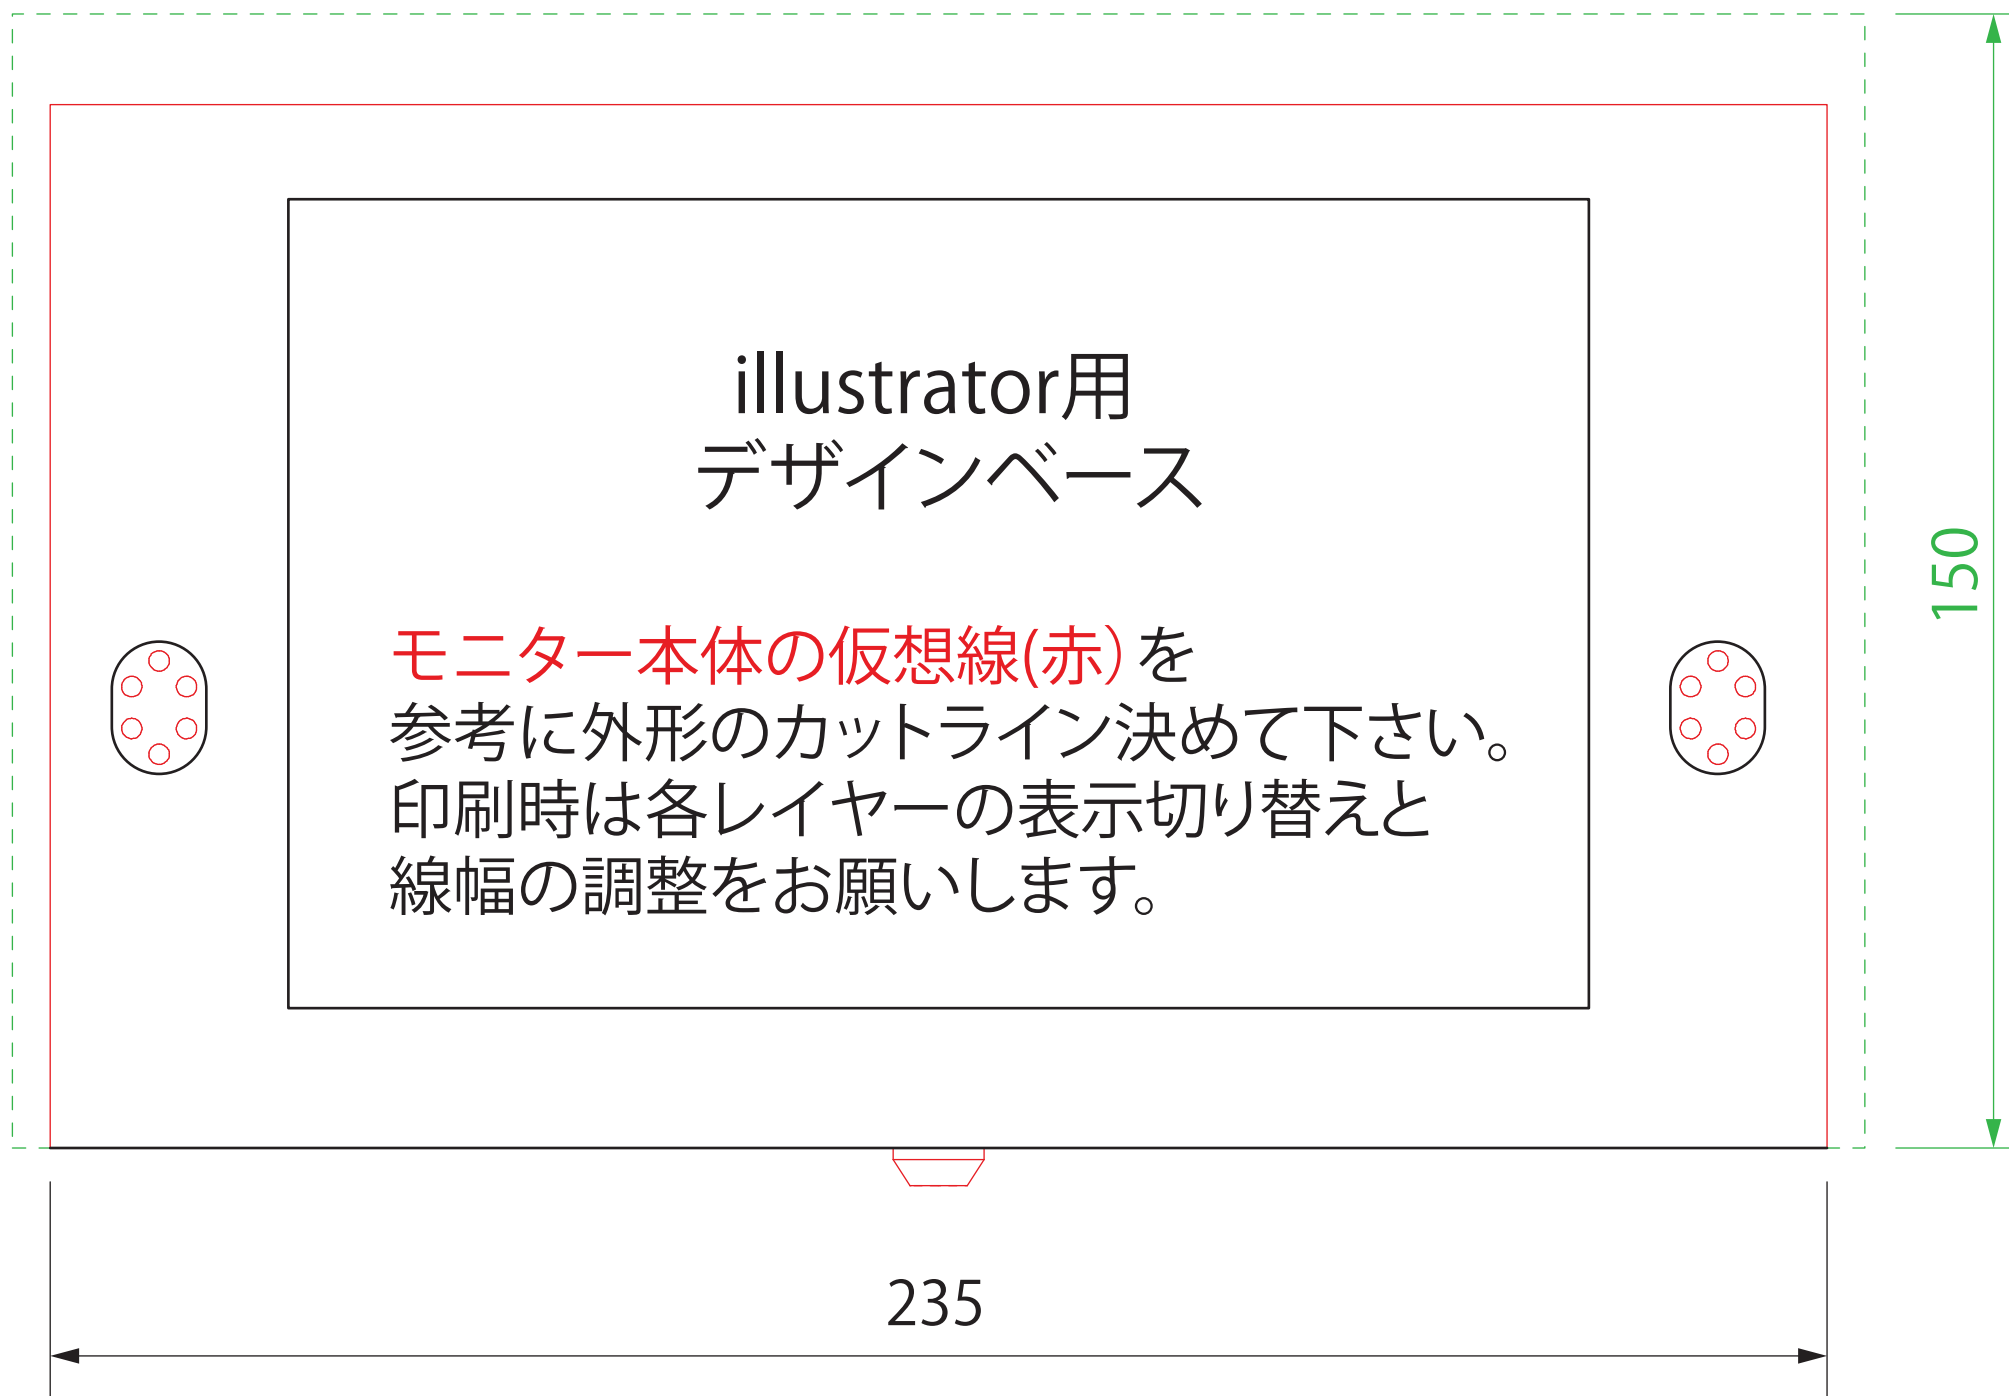 illustrator用
デザインベース
モニター本体の仮想線(赤）を
参考に外形のカットライン決めて下さい。
印刷時は各レイヤーの表示切り替えと
線幅の調整をお願いします。
150
235